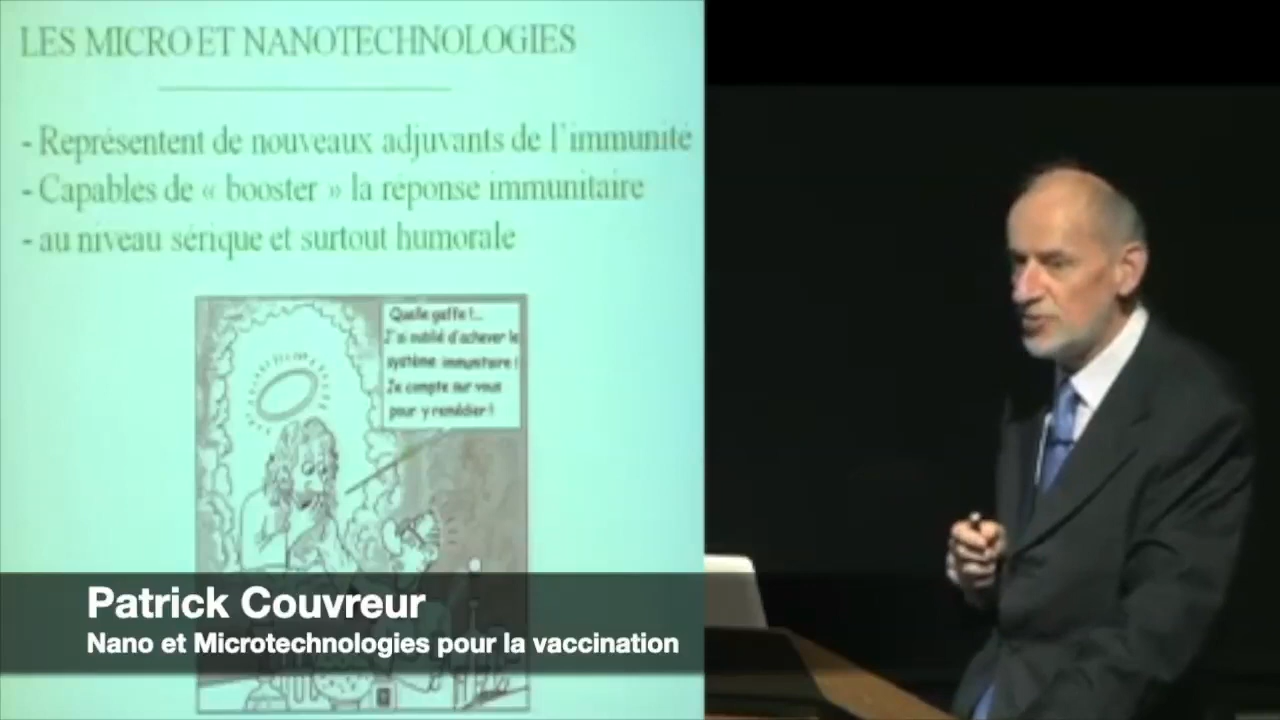 LES MICRO ET NANOTECHNOLOGIES
- Représentent de nouveaux adjuvants de l'immunité
- Capables de « booster » la réponse immunitaire
- au niveau sérique et surtout humorale
Quelle gaffe !...
J'ai oublié d'achever le
système immunitaire !
Je compte sur vous
pour y remédier !
Patrick Couvreur
Nano et Microtechnologies pour la vaccination